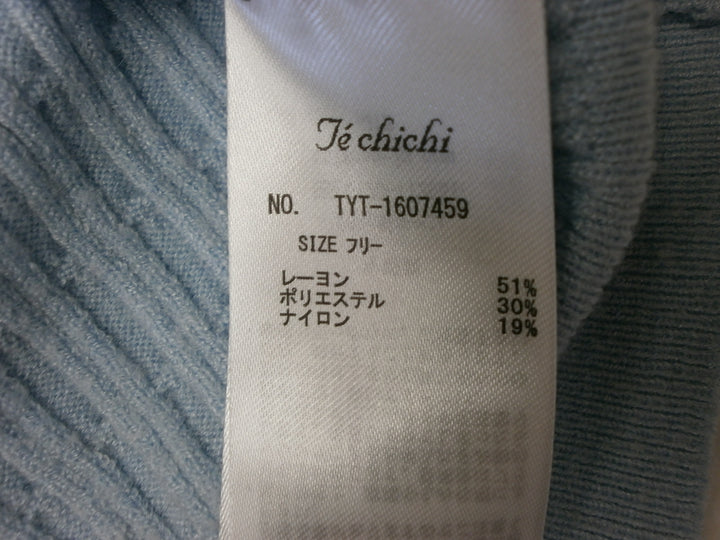 Té chichi
NO. TYT-1607459
SIZE フリー
レーヨン 51%
ポリエステル 30%
ナイロン 19%